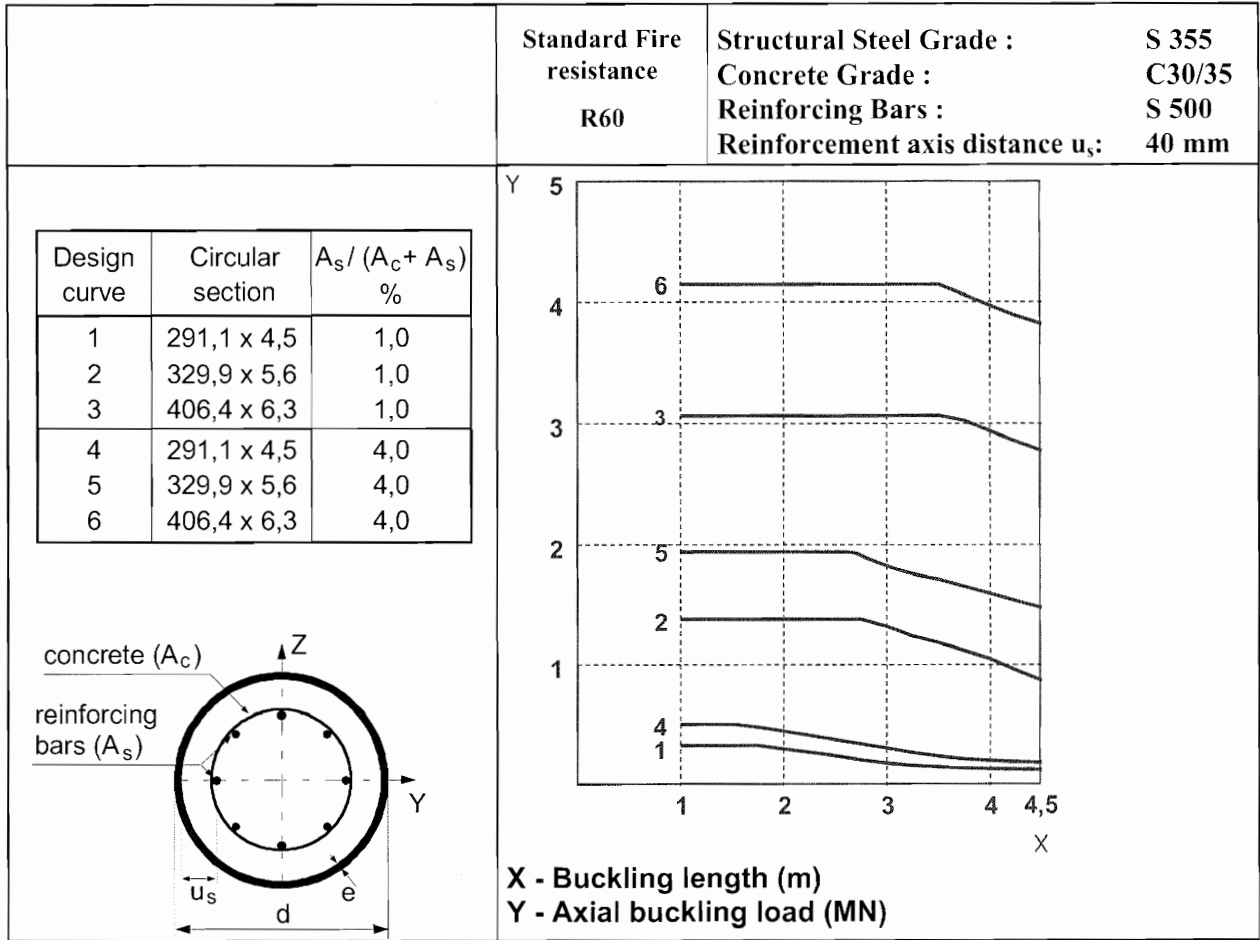 Standard Fire
resistance
R60
Structural Steel Grade : S 355
Concrete Grade : C30/35
Reinforcing Bars : S 500
Reinforcement axis distance uₛ: 40 mm
Design curve Circular section Aₛ/ (A꜀+ Aₛ) %
1 291,1 x 4,5 1,0
2 329,9 x 5,6 1,0
3 406,4 x 6,3 1,0
4 291,1 x 4,5 4,0
5 329,9 x 5,6 4,0
6 406,4 x 6,3 4,0
concrete (A꜀)
reinforcing
bars (Aₛ)
Z
Y
uₛ
e
d
Y 5
4
3
2
1
6
3
5
2
4
1
1 2 3 4 4,5
X
X - Buckling length (m)
Y - Axial buckling load (MN)